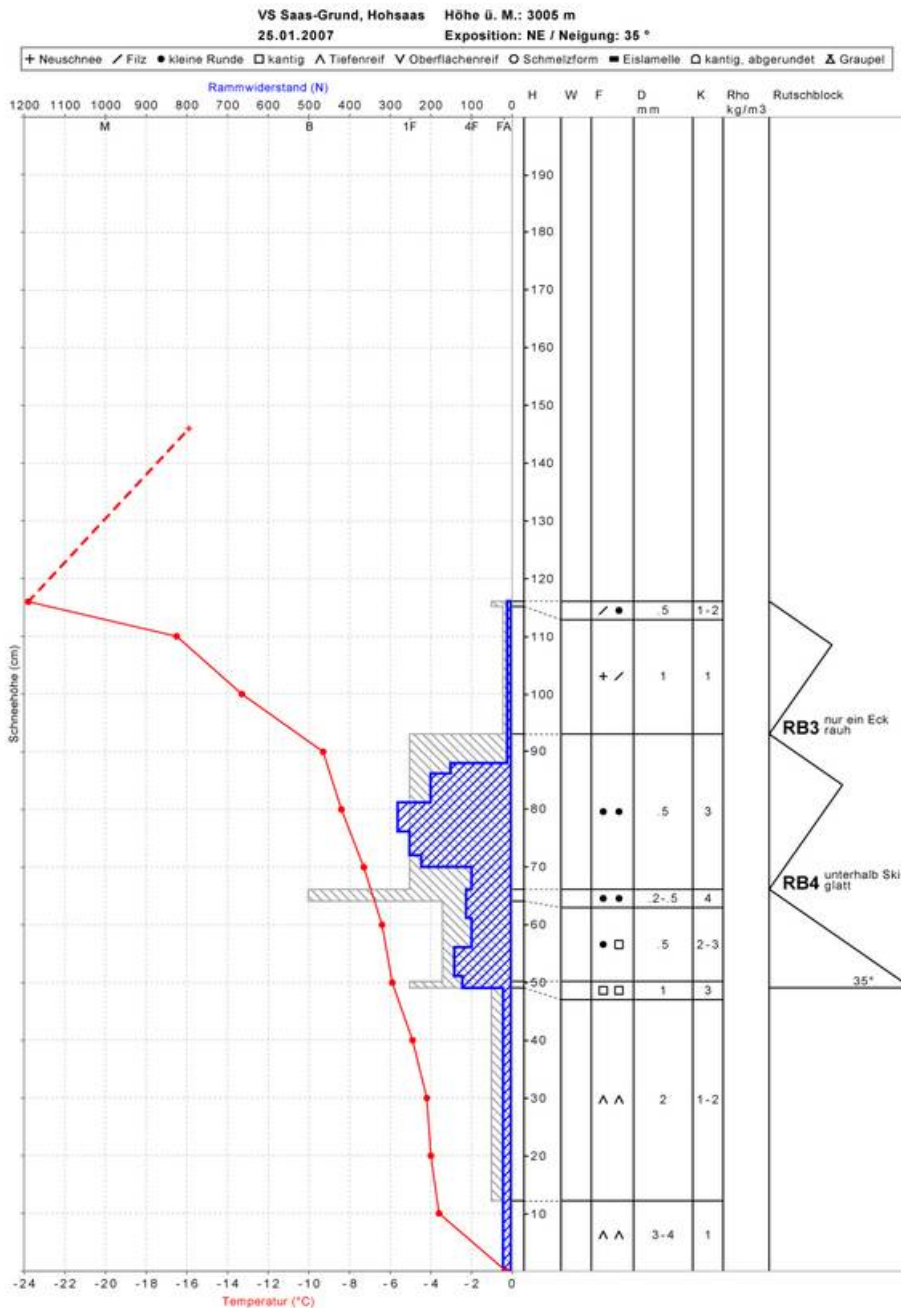 VS Saas-Grund, Hohsaas Höhe ü. M.: 3005 m
25.01.2007 Exposition: NE / Neigung: 35 °
+ Neuschnee / Filz ● kleine Runde □ kantig ∧ Tiefenreif ∨ Oberflächenreif ○ Schmelzform ▬ Eislamelle kantig, abgerundet Graupel
Rammwiderstand (N) H W F D K Rho Rutschblock
mm kg/m3
1200 1100 1000 900 800 700 600 500 400 300 200 100 0
M B 1F 4F FA
190
180
170
160
150
140
130
120
/ ● .5 1-2
110
+ / 1 1
100
Schneehöhe (cm)
RB3 nur ein Eck
rauh
90
80
● ● .5 3
70
RB4 unterhalb Ski
glatt
● ● .2-.5 4
60
● □ .5 2-3
50
35°
□ □ 1 3
40
30
∧ ∧ 2 1-2
20
10
∧ ∧ 3-4 1
-24 -22 -20 -18 -16 -14 -12 -10 -8 -6 -4 -2 0
Temperatur (°C)